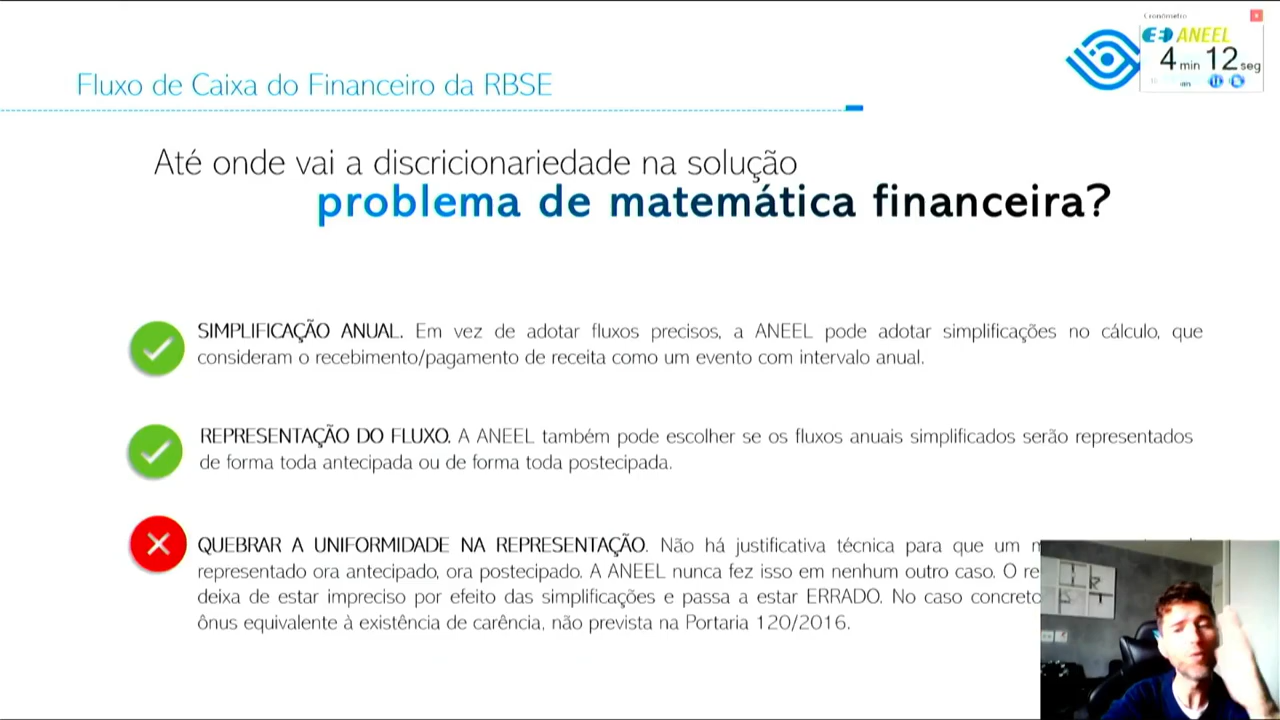 Cronômetro
ANEEL
4 min 12 seg
Fluxo de Caixa do Financeiro da RBSE
Até onde vai a discricionariedade na solução
problema de matemática financeira?
SIMPLIFICAÇÃO ANUAL. Em vez de adotar fluxos precisos, a ANEEL pode adotar simplificações no cálculo, que
consideram o recebimento/pagamento de receita como um evento com intervalo anual.
REPRESENTAÇÃO DO FLUXO. A ANEEL também pode escolher se os fluxos anuais simplificados serão representados
de forma toda antecipada ou de forma toda postecipada.
QUEBRAR A UNIFORMIDADE NA REPRESENTAÇÃO. Não há justificativa técnica para que um
representado ora antecipado, ora postecipado. A ANEEL nunca fez isso em nenhum outro caso. O
deixa de estar impreciso por efeito das simplificações e passa a estar ERRADO. No caso concreto
ônus equivalente à existência de carência, não prevista na Portaria 120/2016.